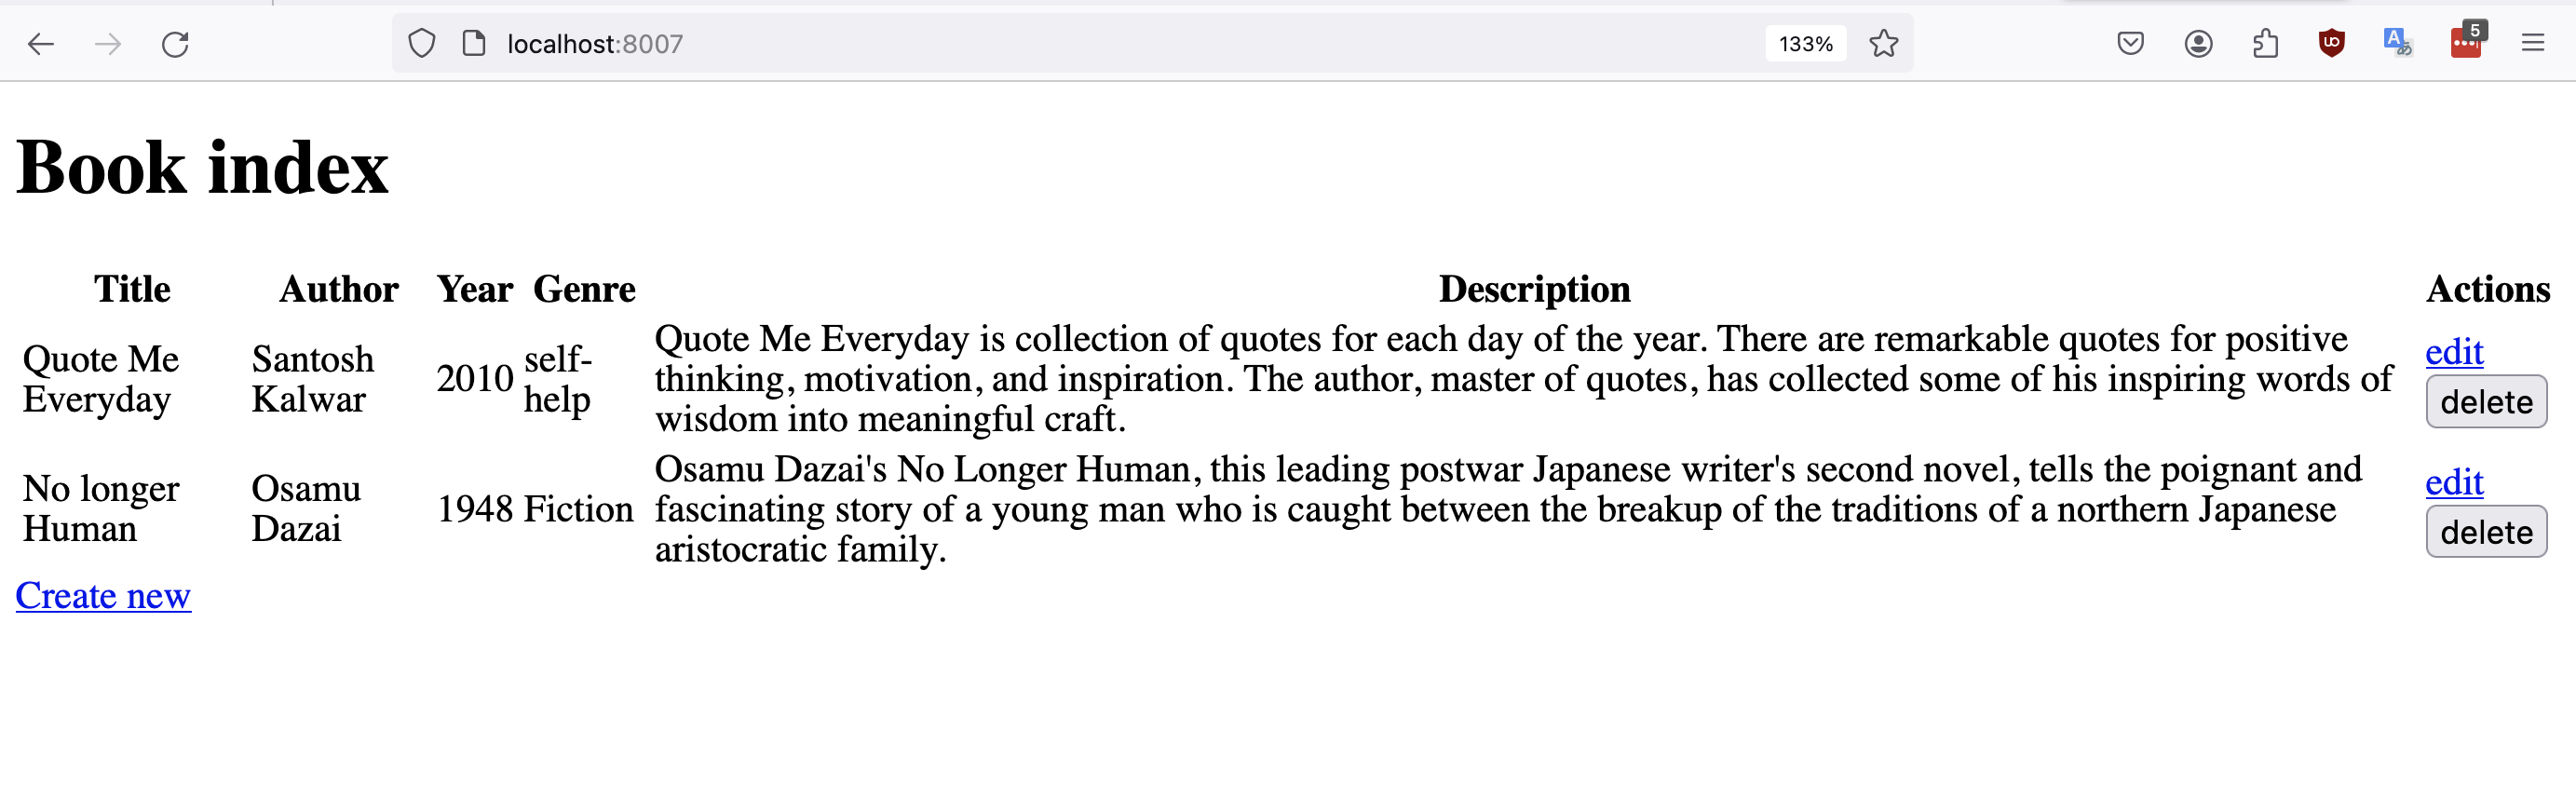 localhost:8007
133%
5
Book index
Title Author Year Genre Description Actions
Quote Me Everyday is collection of quotes for each day of the year. There are remarkable quotes for positive
Quote Me Santosh self- edit
2010 thinking, motivation, and inspiration. The author, master of quotes, has collected some of his inspiring words of
Everyday Kalwar help delete
wisdom into meaningful craft.
Osamu Dazai's No Longer Human, this leading postwar Japanese writer's second novel, tells the poignant and
No longer Osamu edit
1948 Fiction fascinating story of a young man who is caught between the breakup of the traditions of a northern Japanese
Human Dazai delete
aristocratic family.
Create new